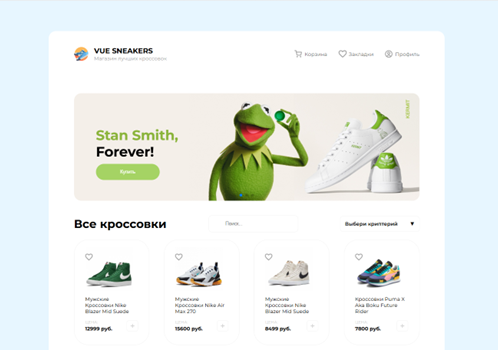 VUE SNEAKERS
Магазин лучших кроссовок
Корзина
Закладки
Профиль
Stan Smith,
Forever!
Купить
КЕРМИТ
Все кроссовки
Поиск...
Выбери критерий
Мужские
Кроссовки Nike
Blazer Mid Suede
12999 руб.
Мужские
Кроссовки Nike Air
Max 270
15600 руб.
Мужские
Кроссовки Nike
Blazer Mid Suede
8499 руб.
Кроссовки Puma X
Aka Boku Future
Rider
7800 руб.